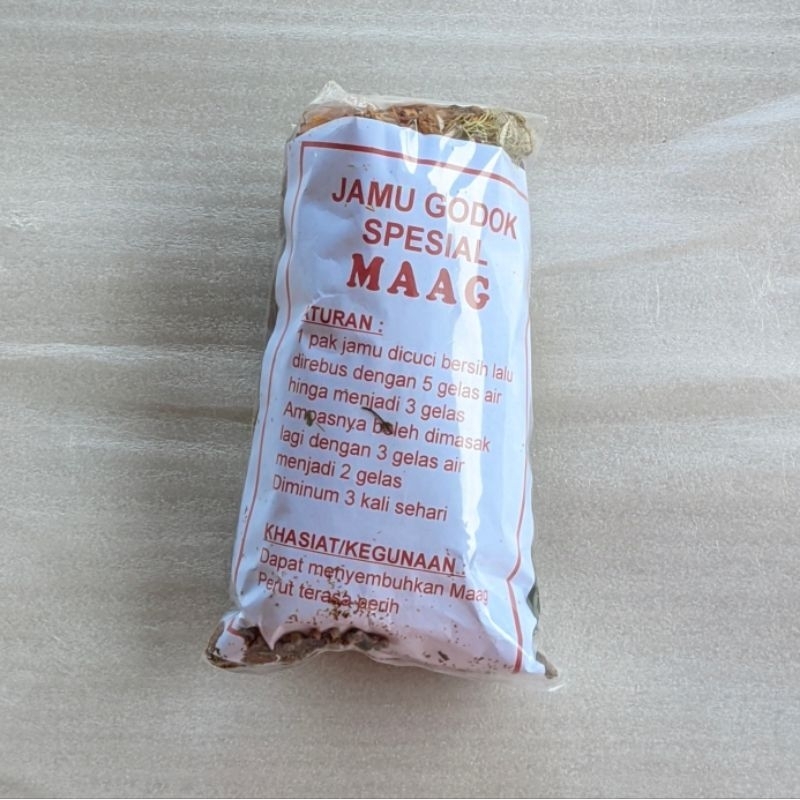 JAMU GODOK
SPESIAL
MAAG
ATURAN :
1 pak jamu dicuci bersih lalu
direbus dengan 5 gelas air
hinga menjadi 3 gelas
Ampasnya boleh dimasak
lagi dengan 3 gelas air
menjadi 2 gelas
Diminum 3 kali sehari
KHASIAT/KEGUNAAN :
Dapat menyembuhkan Maag
Perut terasa perih